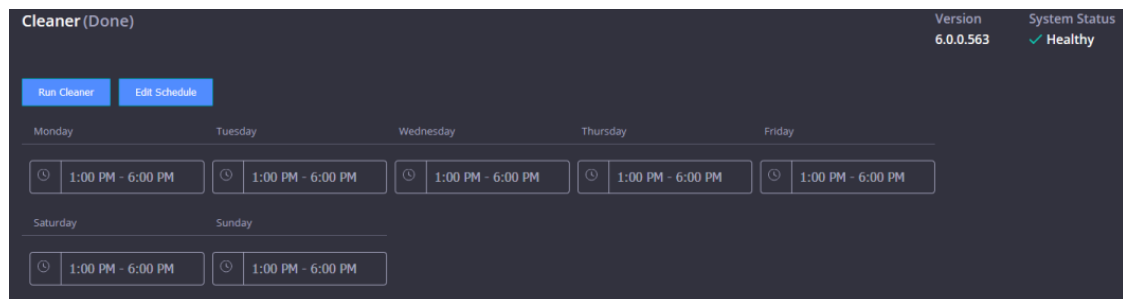 Cleaner (Done)
Version
6.0.0.563
System Status
Healthy
Run Cleaner
Edit Schedule
Monday
Tuesday
Wednesday
Thursday
Friday
1:00 PM - 6:00 PM
1:00 PM - 6:00 PM
1:00 PM - 6:00 PM
1:00 PM - 6:00 PM
1:00 PM - 6:00 PM
Saturday
Sunday
1:00 PM - 6:00 PM
1:00 PM - 6:00 PM